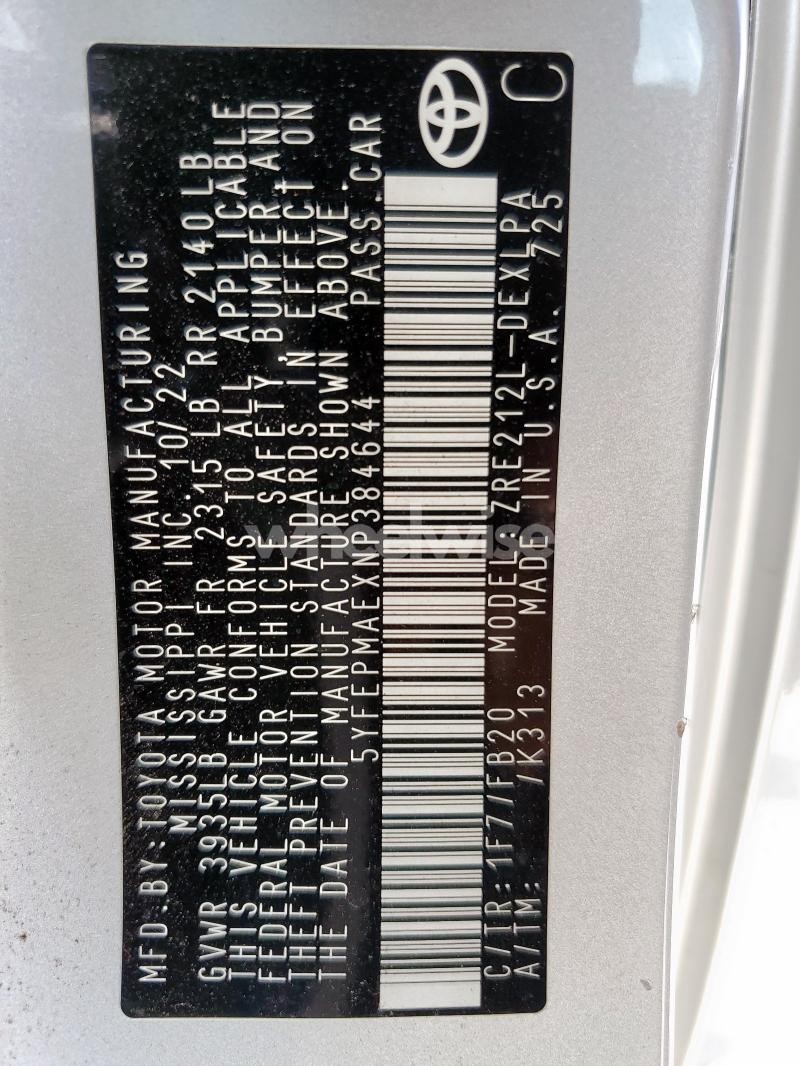 MFD.BY:TOYOTA MOTOR MANUFACTURING
MISSISSIPPI INC. 10/22
GVWR 3935LB GAWR FR 2315 LB RR 2140 LB
THIS VEHICLE CONFORMS TO ALL APPLICABLE
FEDERAL MOTOR VEHICLE SAFETY BUMPER AND
THEFT PREVENTION STANDARDS IN EFFECT ON
THE DATE OF MANUFACTURE SHOWN ABOVE.
5YFEPMAEXNP384644 PASS.CAR
C/TR:1F7/FB20 MODEL:ZRE212L-DEXLPA
A/TM: /K313 MADE IN U.S.A. 725
C
wheelwise